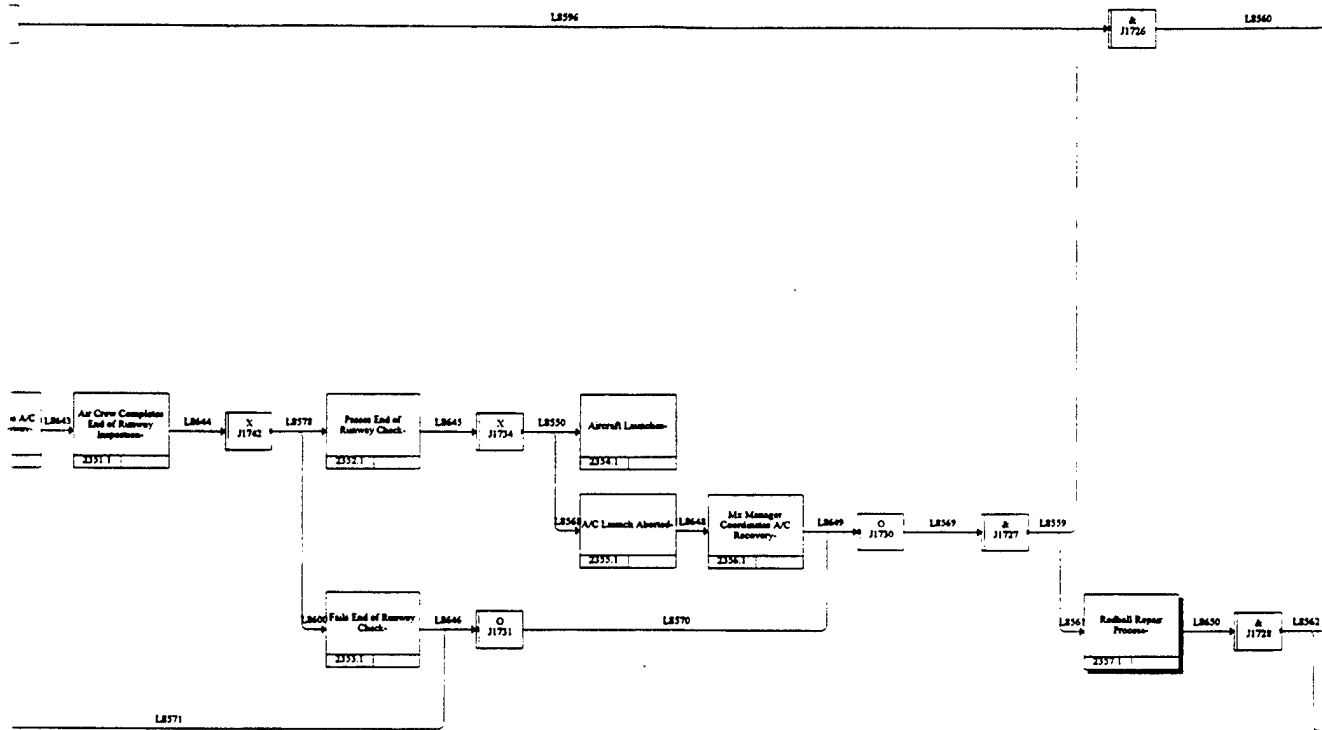 L8596
&
J1726
L8560
A/C
L8643
Air Crew Completes
End of Runway
Inspection-
2351.1
L8644
X
J1742
L8578
Passes End of
Runway Check-
2352.1
L8645
X
J1734
L8550
Aircraft Launches-
2354.1
L8568
A/C Launch Aborted-
2355.1
L8648
Mx Manager
Coordinates A/C
Recovery-
2356.1
L8649
O
J1730
L8569
&
J1727
L8559
L8600
Fails End of Runway
Check-
2353.1
L8646
O
J1731
L8570
L8561
Redball Repair
Process-
2357.1
L8650
&
J1728
L8562
L8571